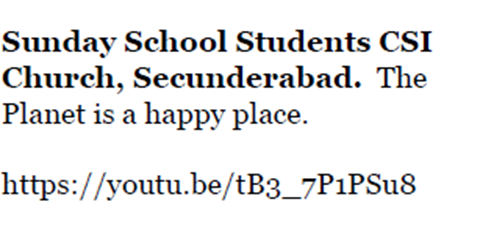 Sunday School Students CSI
Church, Secunderabad.  The
Planet is a happy place.
https://youtu.be/tB3_7P1PSu8